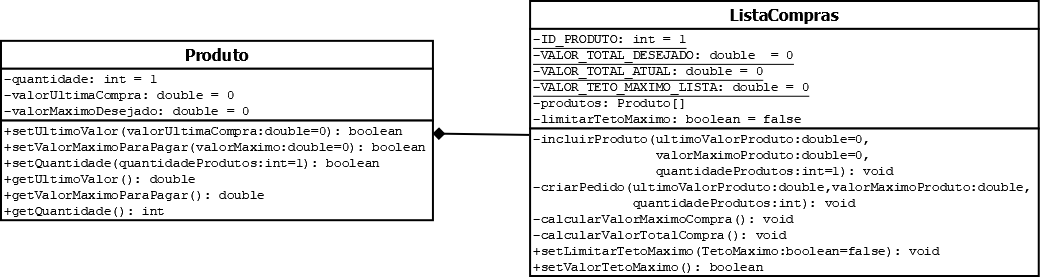 Produto
-quantidade: int = 1
-valorUltimaCompra: double = 0
-valorMaximoDesejado: double = 0
+setUltimoValor(valorUltimaCompra:double=0): boolean
+setValorMaximoParaPagar(valorMaximo:double=0): boolean
+setQuantidade(quantidadeProdutos:int=1): boolean
+getUltimoValor(): double
+getValorMaximoParaPagar(): double
+getQuantidade(): int
ListaCompras
-ID_PRODUTO: int = 1
-VALOR_TOTAL_DESEJADO: double  = 0
-VALOR_TOTAL_ATUAL: double = 0
-VALOR_TETO_MAXIMO_LISTA: double = 0
-produtos: Produto[]
-limitarTetoMaximo: boolean = false
-incluirProduto(ultimoValorProduto:double=0,
valorMaximoProduto:double=0,
quantidadeProdutos:int=1): void
-criarPedido(ultimoValorProduto:double,valorMaximoProduto:double,
quantidadeProdutos:int): void
-calcularValorMaximoCompra(): void
-calcularValorTotalCompra(): void
+setLimitarTetoMaximo(TetoMaximo:boolean=false): void
+setValorTetoMaximo(): boolean